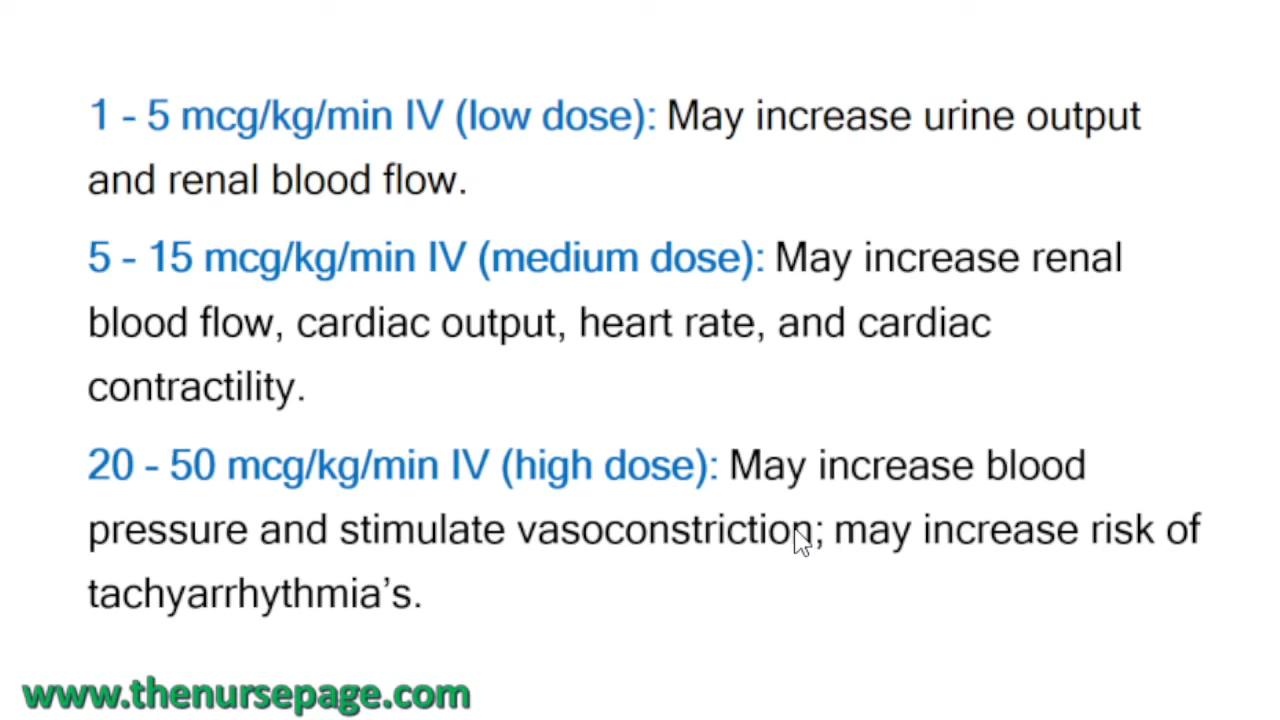 1 - 5 mcg/kg/min IV (low dose): May increase urine output
and renal blood flow.
5 - 15 mcg/kg/min IV (medium dose): May increase renal
blood flow, cardiac output, heart rate, and cardiac
contractility.
20 - 50 mcg/kg/min IV (high dose): May increase blood
pressure and stimulate vasoconstriction; may increase risk of
tachyarrhythmia’s.
www.thenursepage.com